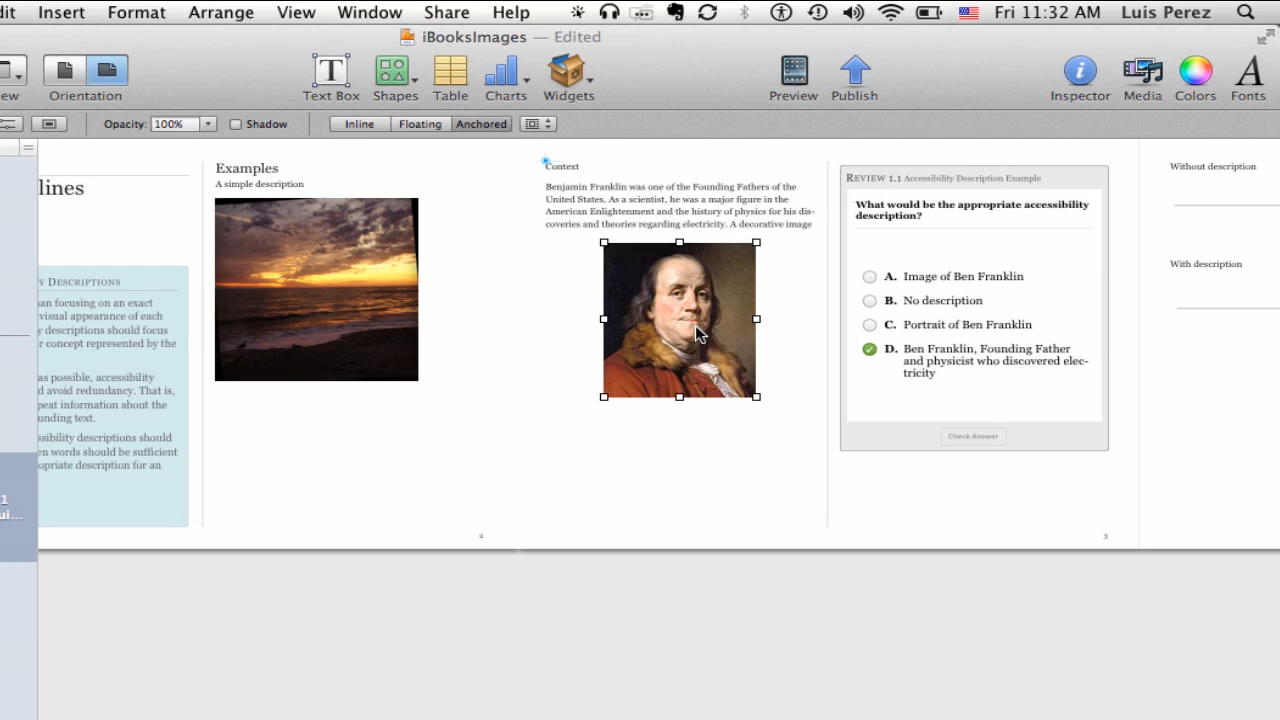 dit Insert Format Arrange View Window Share Help Fri 11:32 AM Luis Perez
iBooksImages — Edited
ew Orientation Text Box Shapes Table Charts Widgets Preview Publish Inspector Media Colors Fonts
Opacity: 100% Shadow Inline Floating Anchored
lines
Y DESCRIPTIONS
an focusing on an exact
visual appearance of each
y descriptions should focus
r concept represented by the
as possible, accessibility
d avoid redundancy. That is,
peat information about the
unding text.
ssibility descriptions should
en words should be sufficient
opriate description for an
1
ui...
Examples
A simple description
2
Context
Benjamin Franklin was one of the Founding Fathers of the
United States. As a scientist, he was a major figure in the
American Enlightenment and the history of physics for his dis-
coveries and theories regarding electricity. A decorative image
REVIEW 1.1 Accessibility Description Example
What would be the appropriate accessibility
description?
A. Image of Ben Franklin
B. No description
C. Portrait of Ben Franklin
D. Ben Franklin, Founding Father
and physicist who discovered elec-
tricity
Check Answer
3
Without description
With description